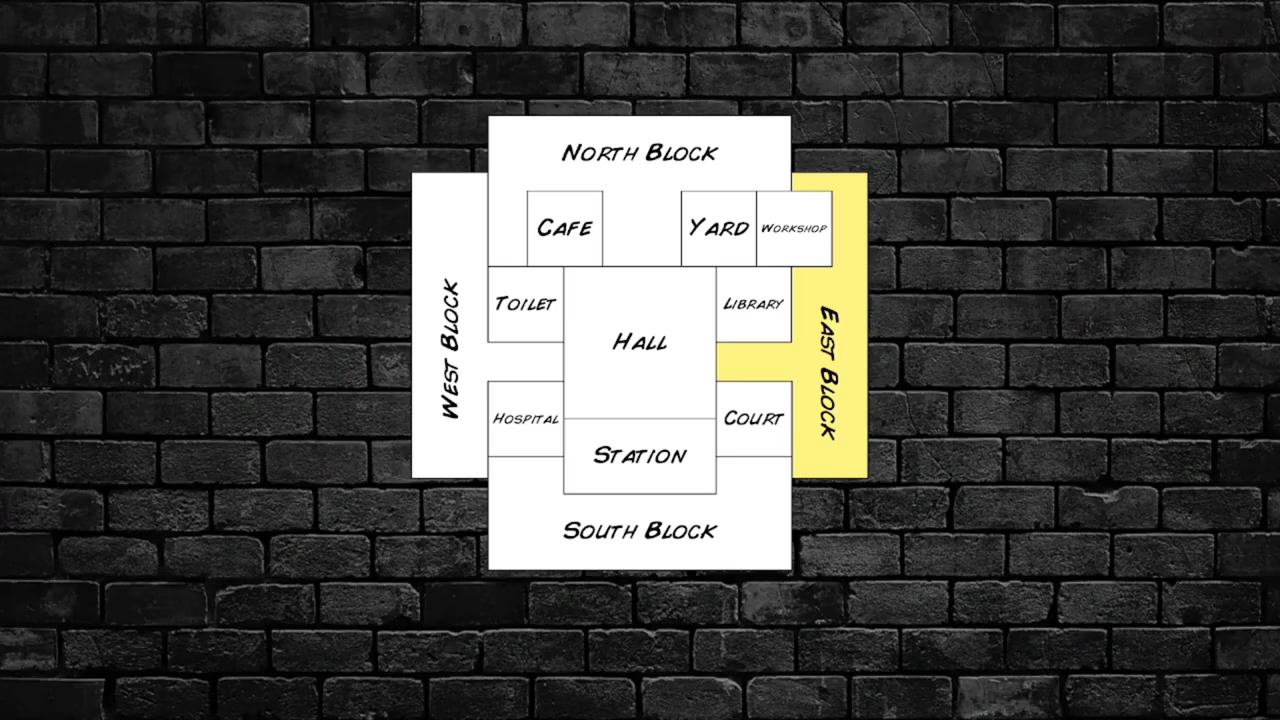 NORTH BLOCK
CAFE
YARD
WORKSHOP
TOILET
LIBRARY
WEST BLOCK
HALL
EAST BLOCK
HOSPITAL
COURT
STATION
SOUTH BLOCK